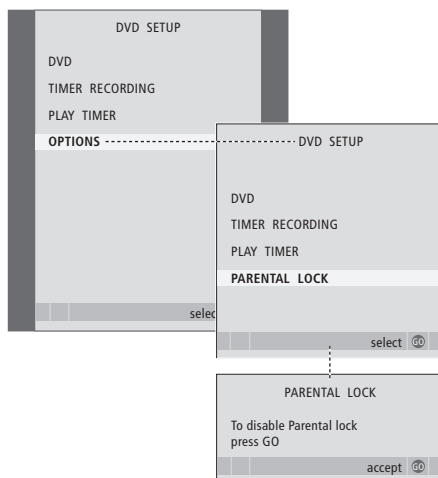 DVD SETUP
DVD
TIMER RECORDING
PLAY TIMER
OPTIONS
selec
DVD SETUP
DVD
TIMER RECORDING
PLAY TIMER
PARENTAL LOCK
select GO
PARENTAL LOCK
To disable Parental lock
press GO
accept GO